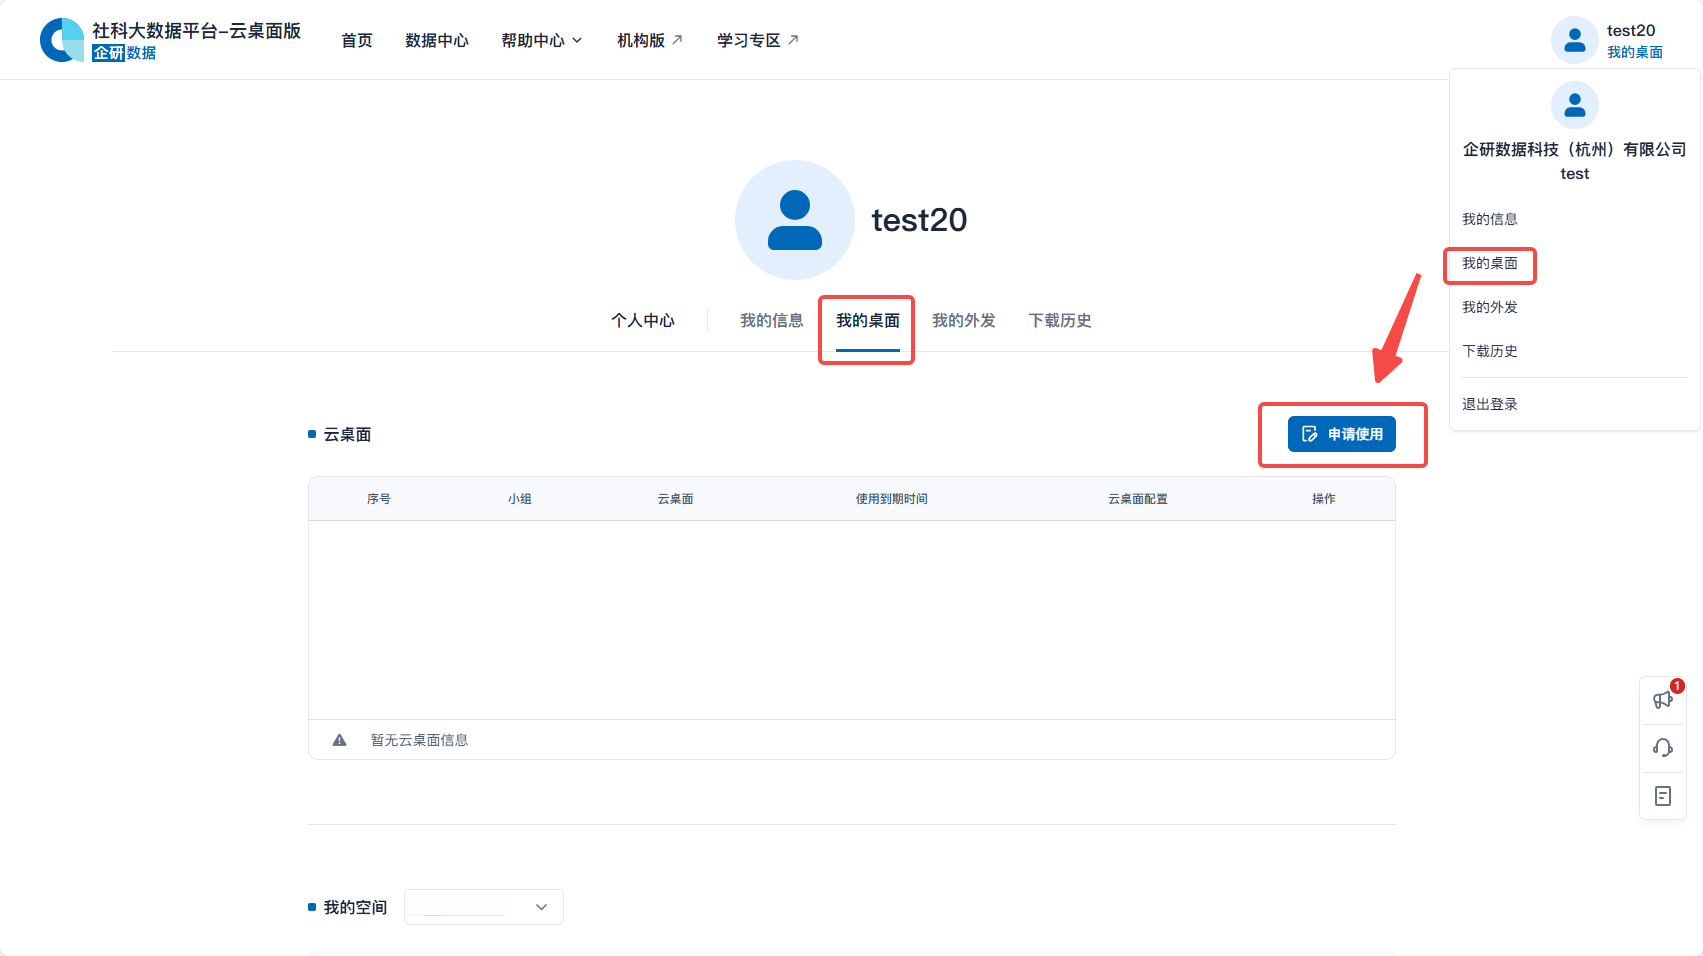 社科大数据平台-云桌面版
企研数据
首页 数据中心 帮助中心 机构版 学习专区
test20
我的桌面
企研数据科技（杭州）有限公司
test
我的信息
我的桌面
我的外发
下载历史
退出登录
test20
个人中心 我的信息 我的桌面 我的外发 下载历史
云桌面
申请使用
序号 小组 云桌面 使用到期时间 云桌面配置 操作
暂无云桌面信息
1
我的空间